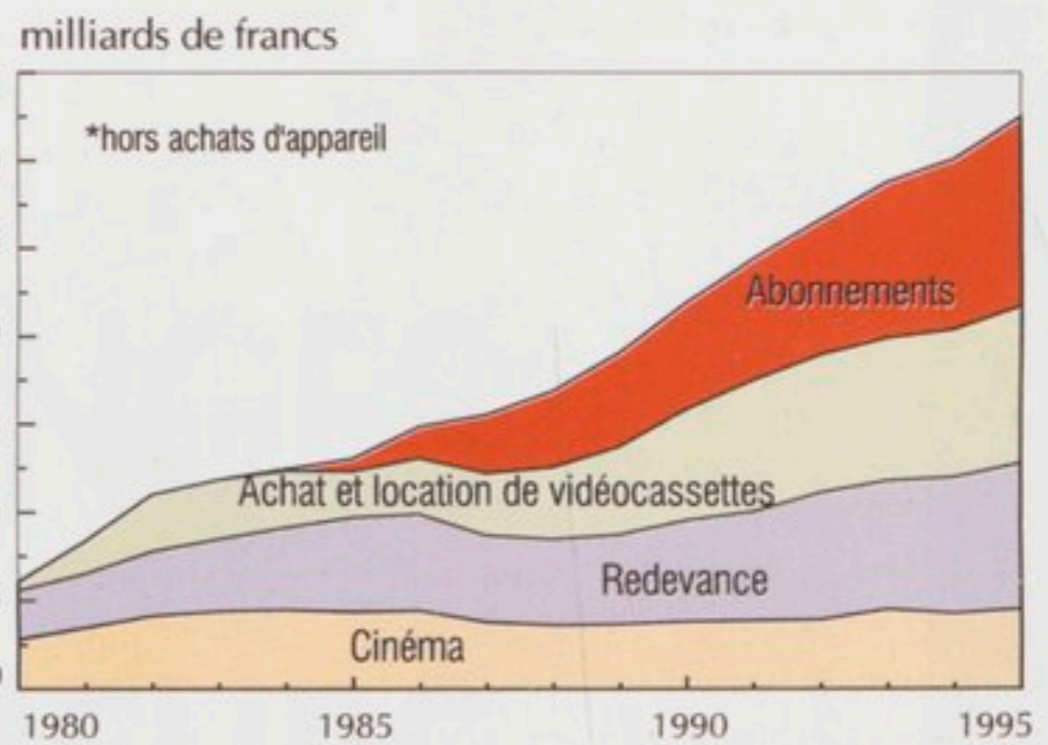 milliards de francs
*hors achats d'appareil
Abonnements
Achat et location de vidéocassettes
Redevance
Cinéma
1980 1985 1990 1995